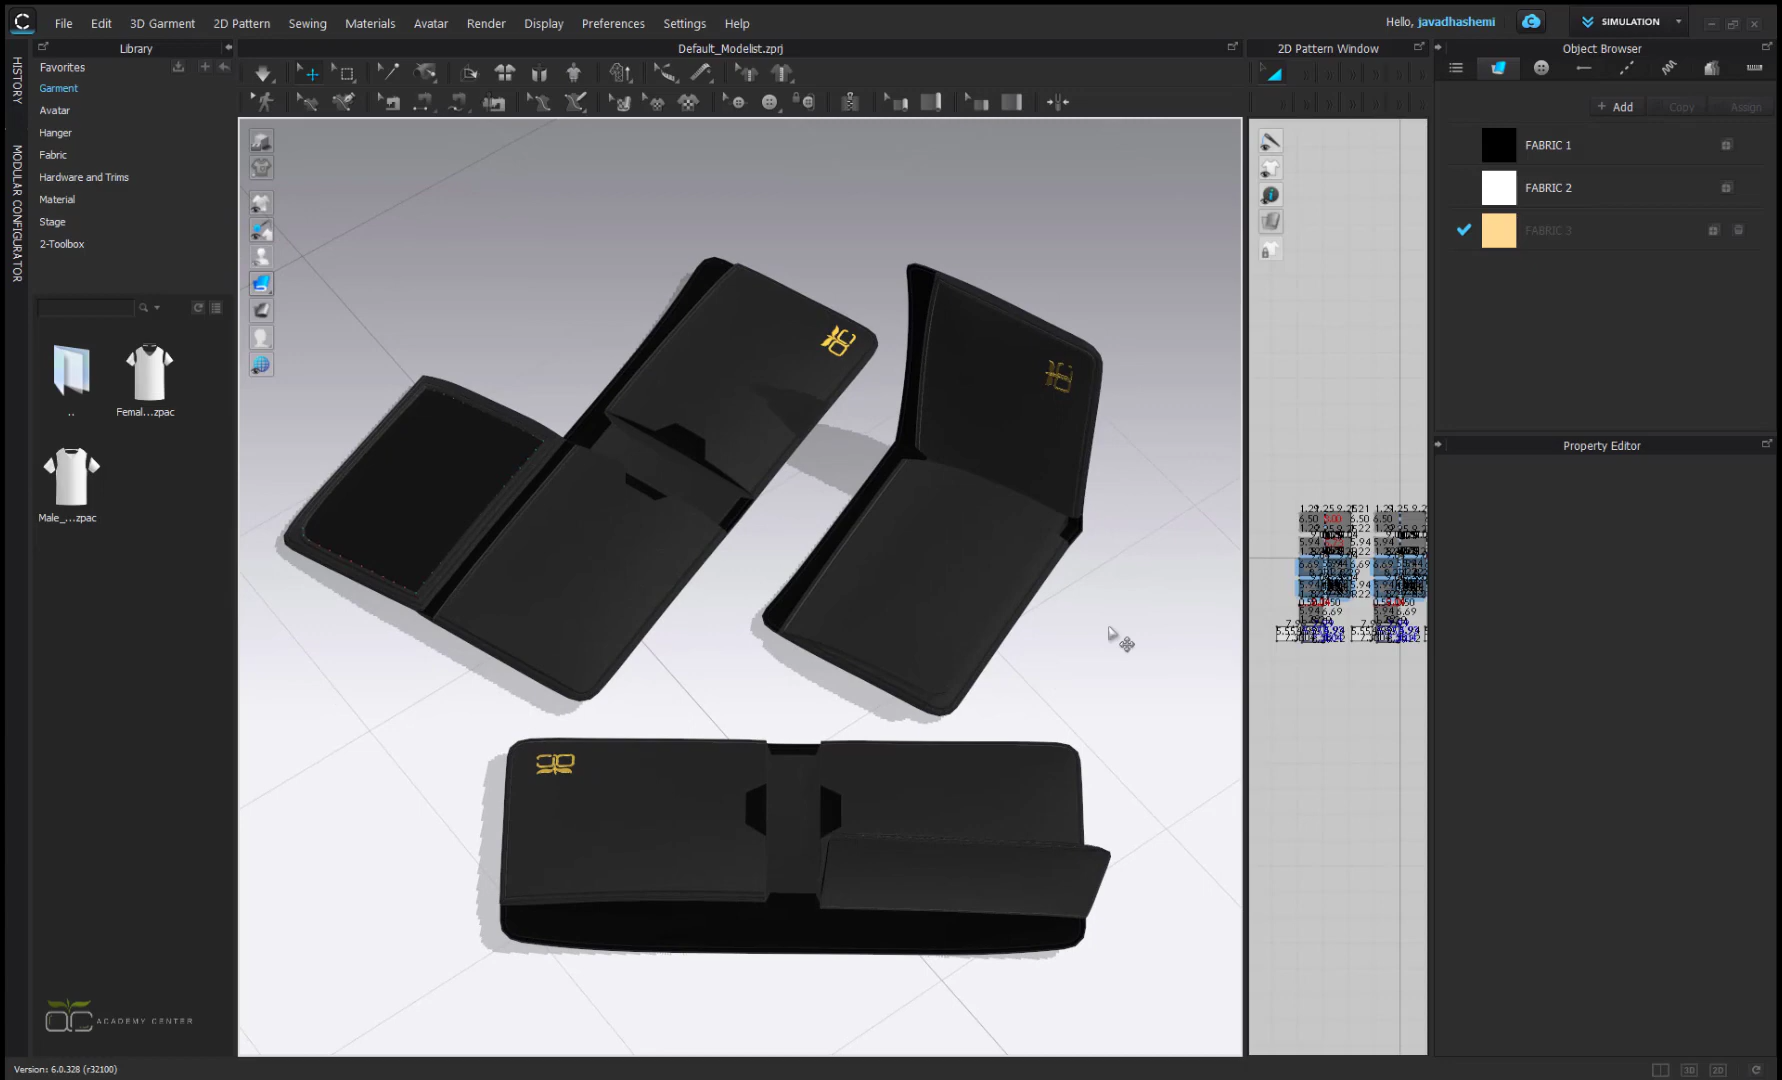 File Edit 3D Garment 2D Pattern Sewing Materials Avatar Render Display Preferences Settings Help
Hello, javadhashemi
SIMULATION
Library
Default_Modelist.zprj
2D Pattern Window
Object Browser
HISTORY
MODULAR CONFIGURATOR
Favorites
Garment
Avatar
Hanger
Fabric
Hardware and Trims
Material
Stage
2-Toolbox
..
Femal...zpac
Male_...zpac
+ Add
Copy
Assign
FABRIC 1
FABRIC 2
FABRIC 3
Property Editor
ACADEMY CENTER
Version: 6.0.328 (r32100)
3D
2D